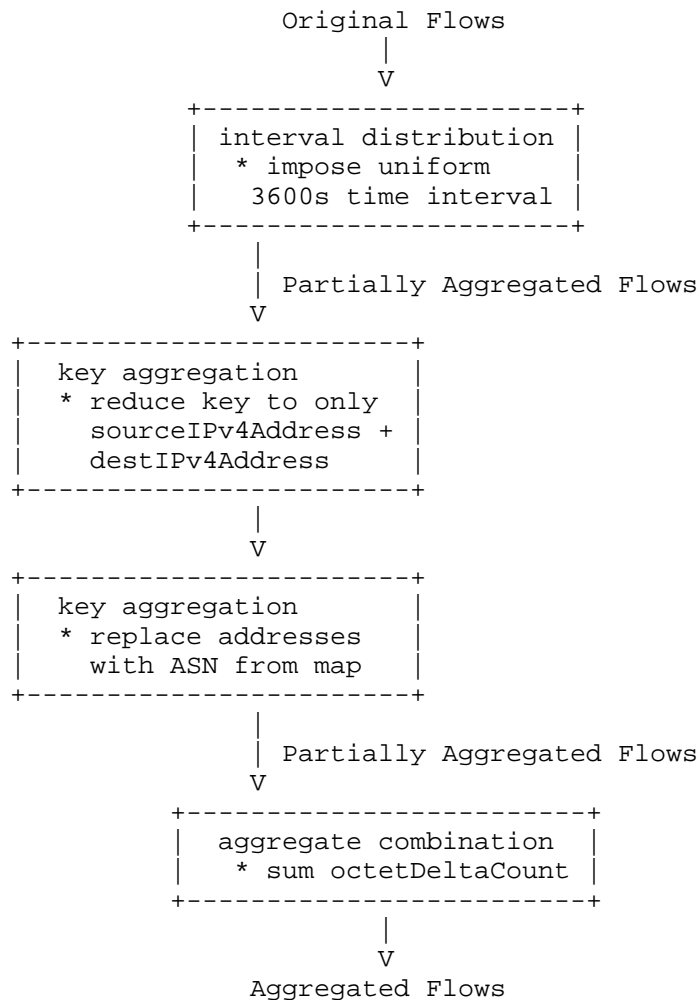 Original Flows
|
V
+-----------------------+
| interval distribution |
| * impose uniform |
| 3600s time interval |
+-----------------------+
|
| Partially Aggregated Flows
V
+------------------------+
| key aggregation |
| * reduce key to only |
| sourceIPv4Address + |
| destIPv4Address |
+------------------------+
|
V
+------------------------+
| key aggregation |
| * replace addresses |
| with ASN from map |
+------------------------+
|
| Partially Aggregated Flows
V
+-------------------------+
| aggregate combination |
| * sum octetDeltaCount |
+-------------------------+
|
V
Aggregated Flows